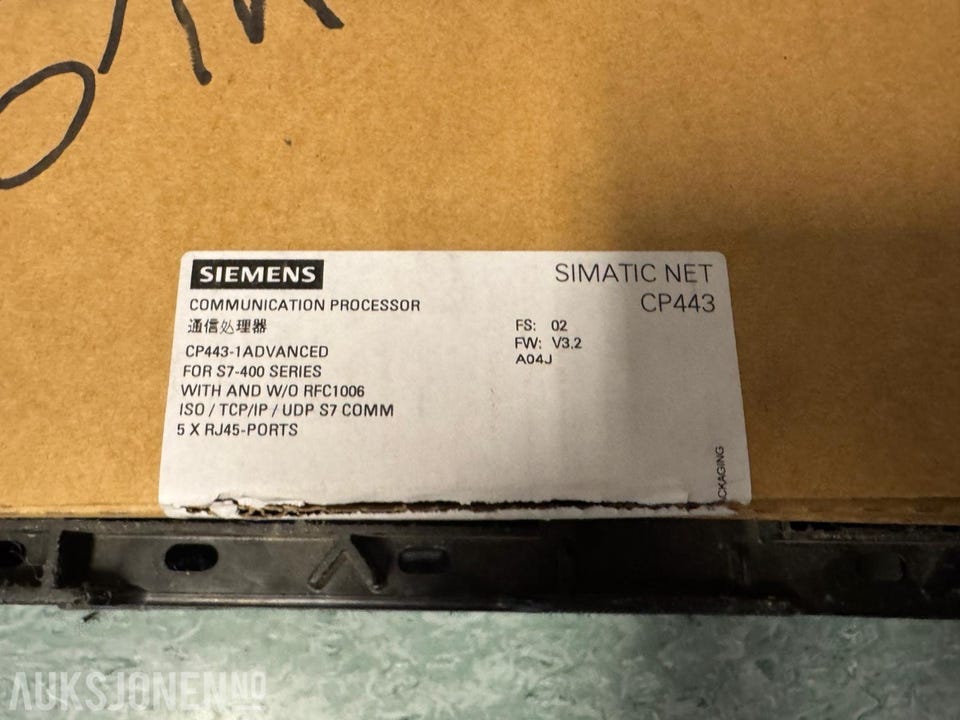 SIEMENS
SIMATIC NET
CP443
COMMUNICATION PROCESSOR
通信处理器
CP443-1ADVANCED
FOR S7-400 SERIES
WITH AND W/O RFC1006
ISO / TCP/IP / UDP S7 COMM
5 X RJ45-PORTS
FS: 02
FW: V3.2
A04J
CKAGING
AUKSJONEN.NO